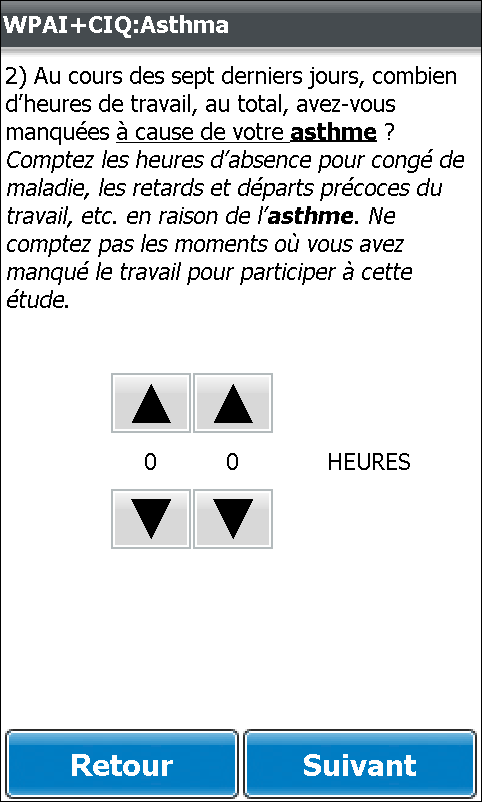 WPAI+CIQ:Asthma
2) Au cours des sept derniers jours, combien
d’heures de travail, au total, avez-vous
manquées à cause de votre asthme ?
Comptez les heures d’absence pour congé de
maladie, les retards et départs précoces du
travail, etc. en raison de l’asthme. Ne
comptez pas les moments où vous avez
manqué le travail pour participer à cette
étude.
0 0 HEURES
Retour Suivant